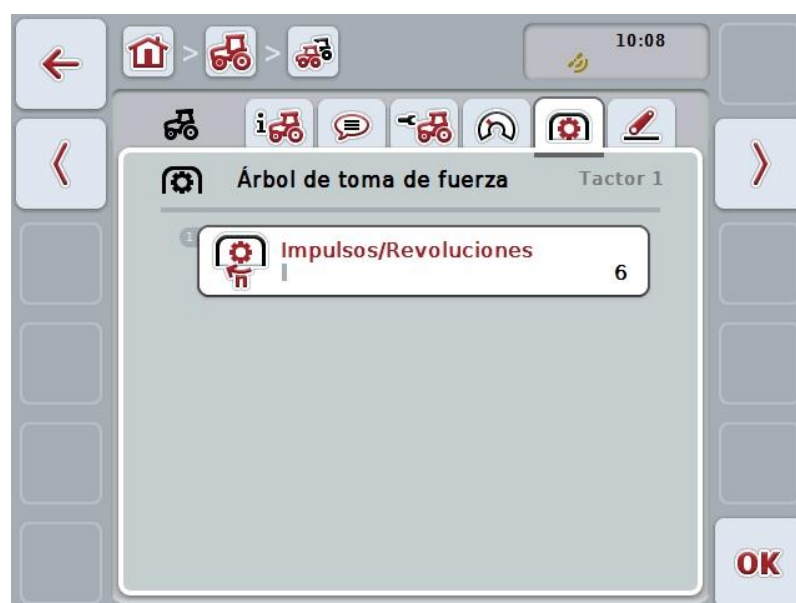 10:08
i
Árbol de toma de fuerza Tactor 1
1
Impulsos/Revoluciones
n
6
OK